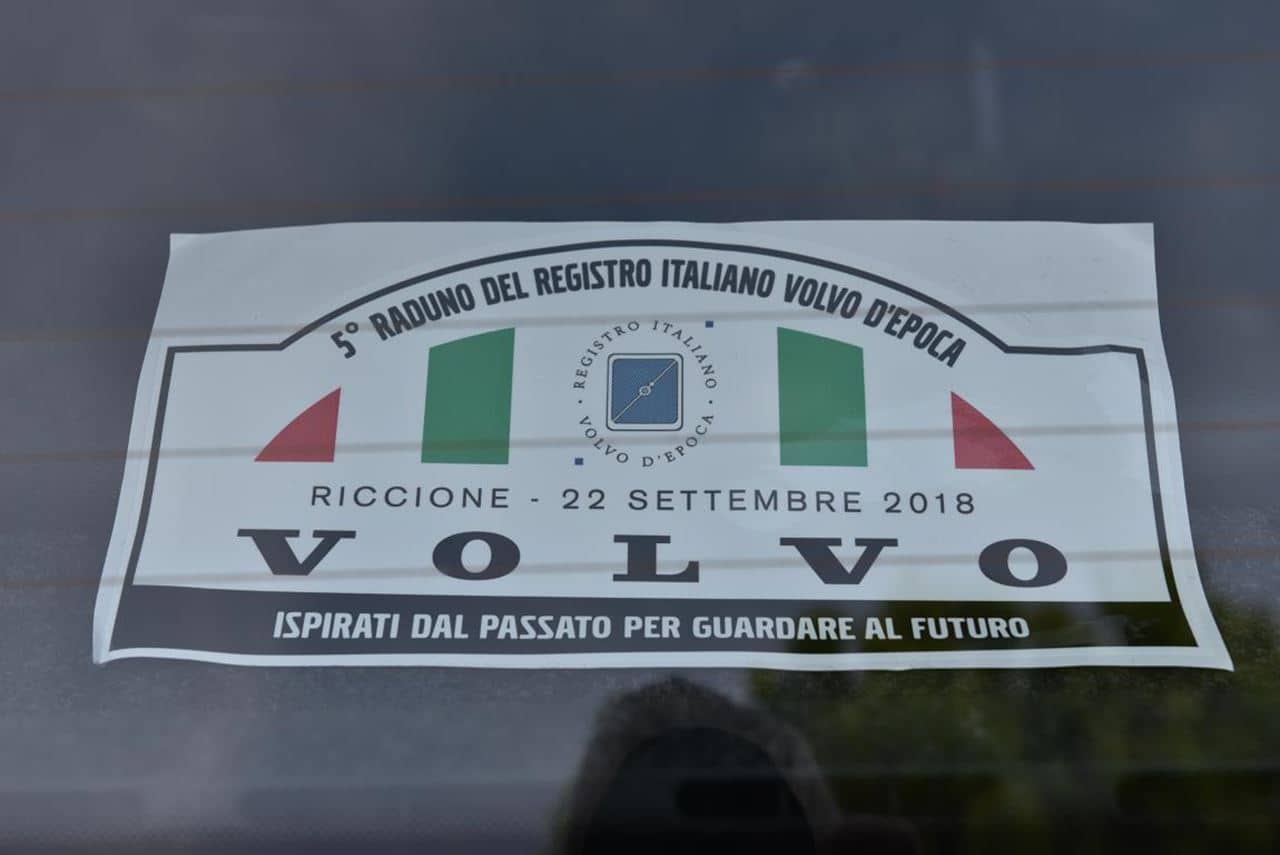 5° RADUNO DEL REGISTRO ITALIANO VOLVO D'EPOCA
· REGISTRO ITALIANO ·
VOLVO D'EPOCA
RICCIONE - 22 SETTEMBRE 2018
VOLVO
ISPIRATI DAL PASSATO PER GUARDARE AL FUTURO